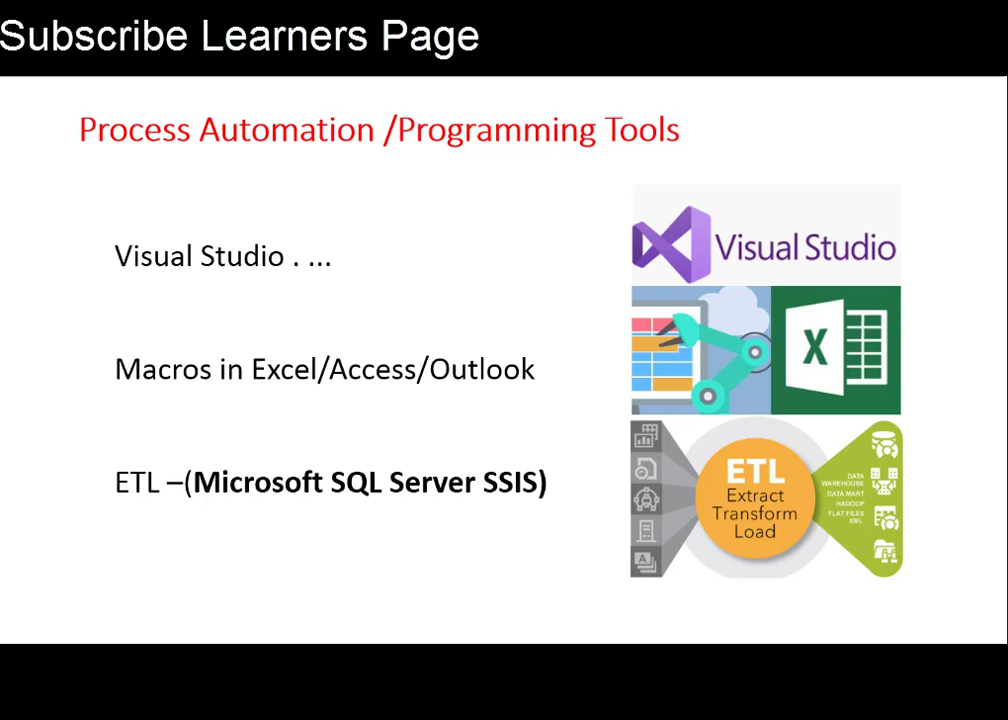 Subscribe Learners Page
Process Automation /Programming Tools
Visual Studio . ...
Visual Studio
Macros in Excel/Access/Outlook
X
ETL –(Microsoft SQL Server SSIS)
ETL
Extract
Transform
Load
DATA
WAREHOUSE
DATA MART
HADOOP
FLAT FILES
XML
A